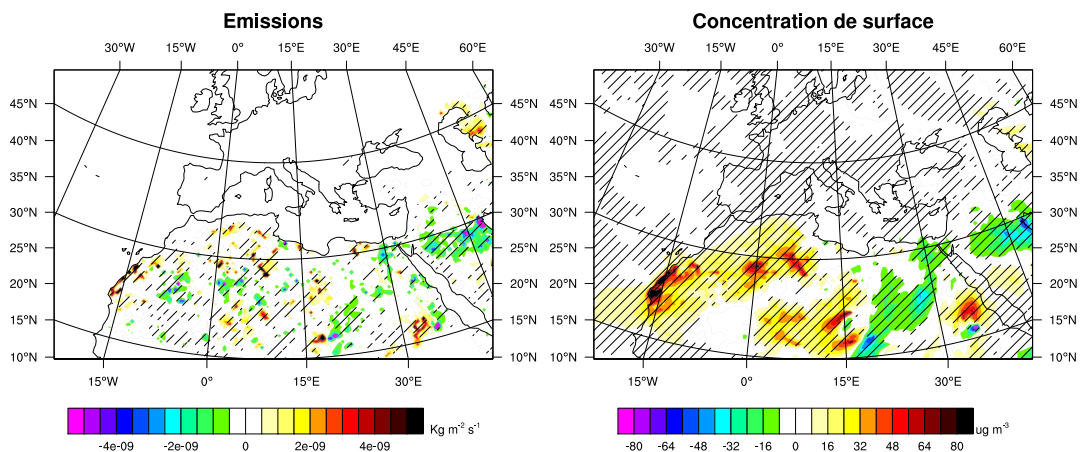 Emissions
30°W 15°W 0° 15°E 30°E 45°E 60°E
45°N 45°N
40°N 40°N
35°N 35°N
30°N 30°N
25°N 25°N
20°N 20°N
15°N 15°N
10°N 10°N
15°W 0° 15°E 30°E
-4e-09 -2e-09 0 2e-09 4e-09
Kg m⁻² s⁻¹
Concentration de surface
30°W 15°W 0° 15°E 30°E 45°E 60°E
45°N 45°N
40°N 40°N
35°N 35°N
30°N 30°N
25°N 25°N
20°N 20°N
15°N 15°N
10°N 10°N
15°W 0° 15°E 30°E
-80 -64 -48 -32 -16 0 16 32 48 64 80
ug m⁻³